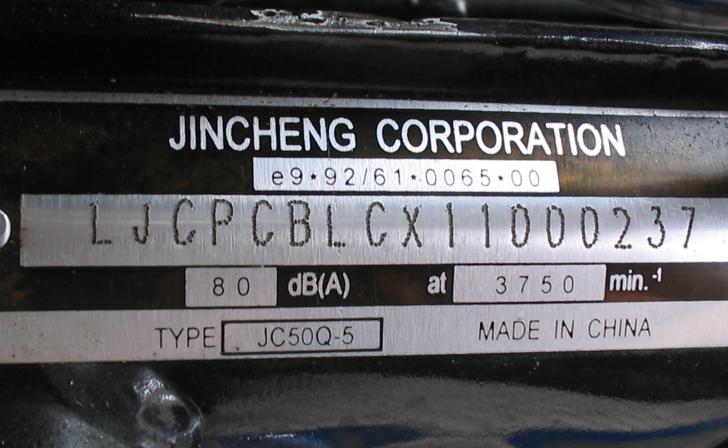 JINCHENG CORPORATION
e9*92/61*0065*00
LJCPCBLCX11000237
80 dB(A) at 3750 min.-1
TYPE JC50Q-5 MADE IN CHINA